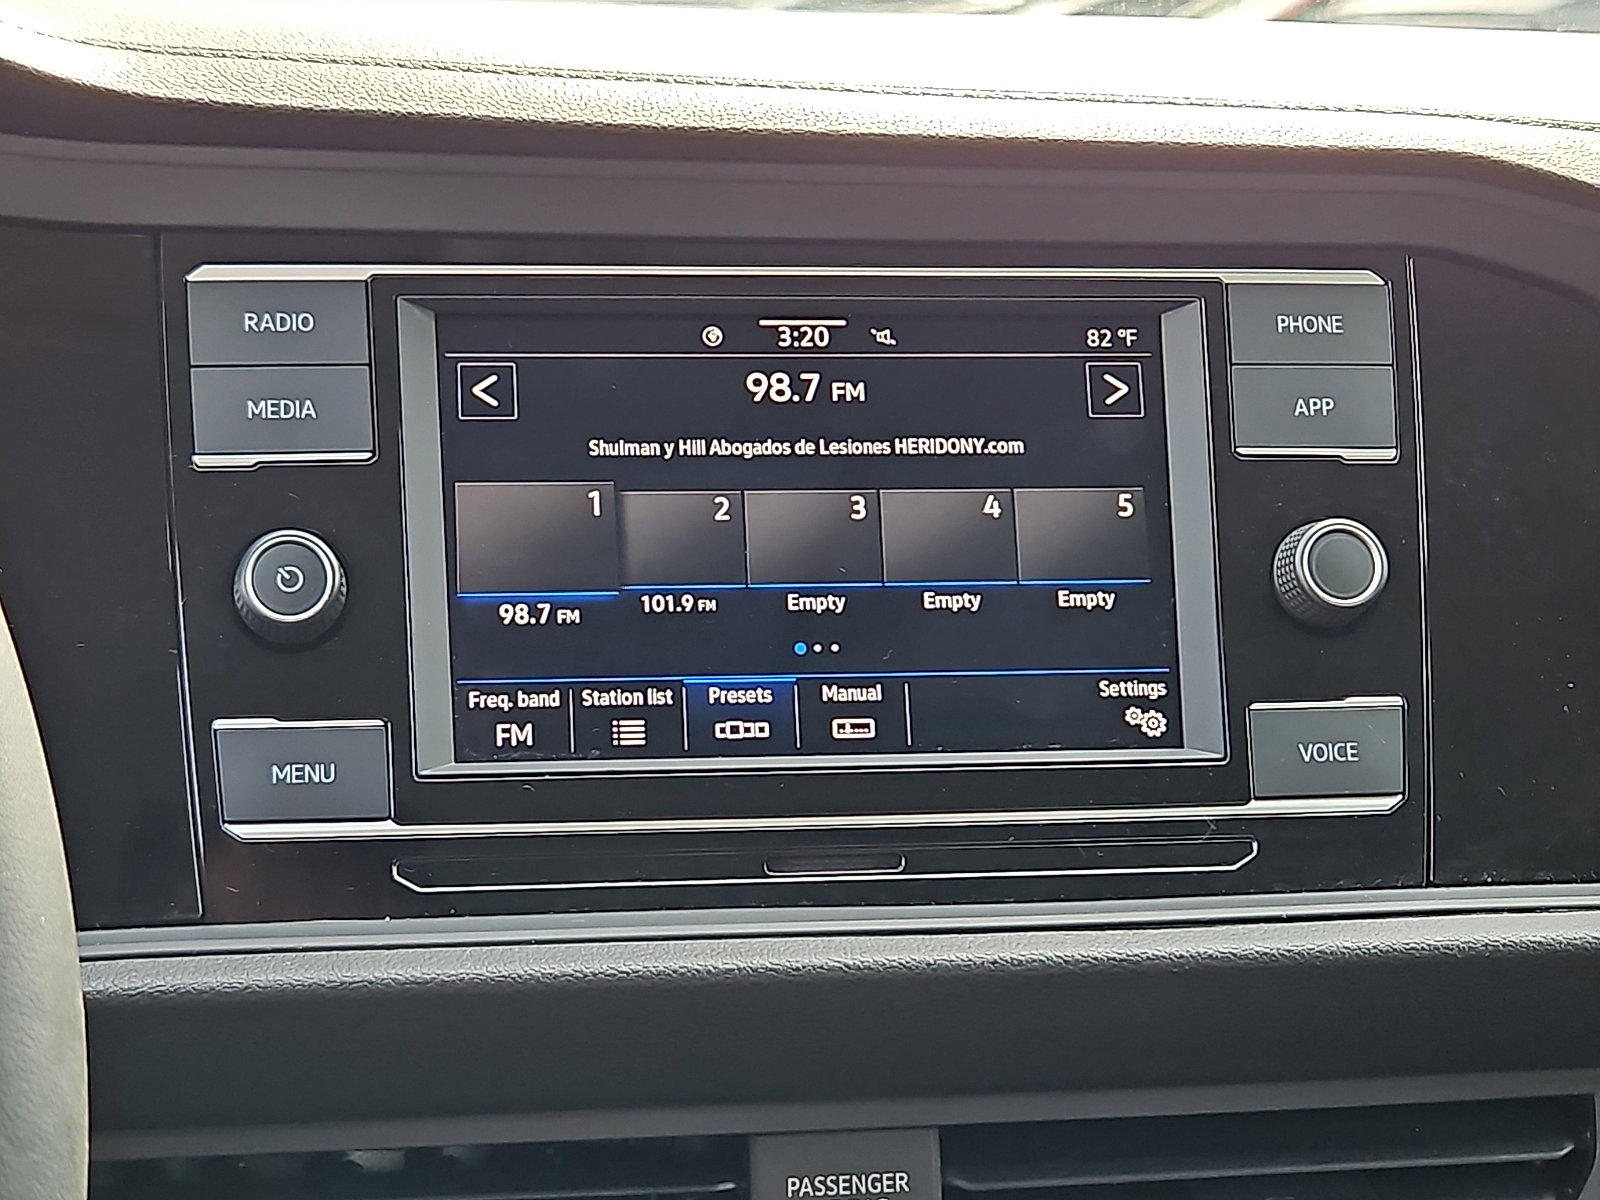 RADIO
MEDIA
MENU
PHONE
APP
VOICE
3:20
82 °F
<
98.7 FM
>
Shulman y Hill Abogados de Lesiones HERIDONY.com
1
2
3
4
5
98.7 FM
101.9 FM
Empty
Empty
Empty
Freq. band
FM
Station list
Presets
Manual
Settings
PASSENGER